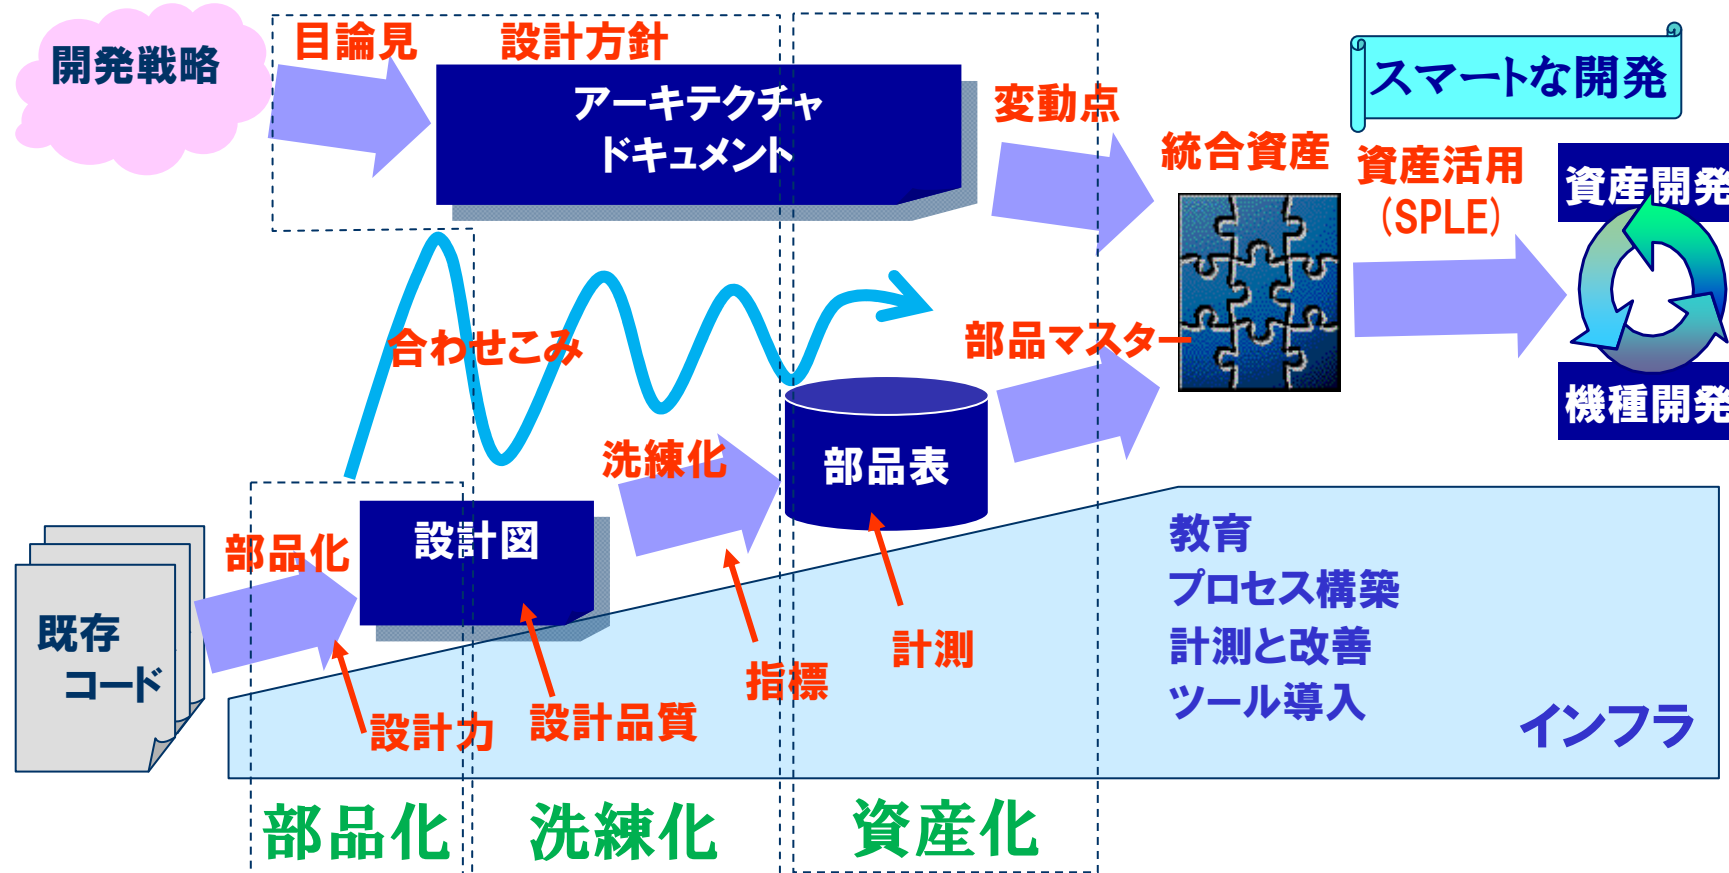 開発戦略
目論見
設計方針
アーキテクチャ
ドキュメント
変動点
スマートな開発
統合資産
資産活用
(SPLE)
資産開発
機種開発
合わせこみ
部品マスター
洗練化
部品表
部品化
設計図
既存
コード
設計力
設計品質
指標
計測
教育
プロセス構築
計測と改善
ツール導入
インフラ
部品化
洗練化
資産化